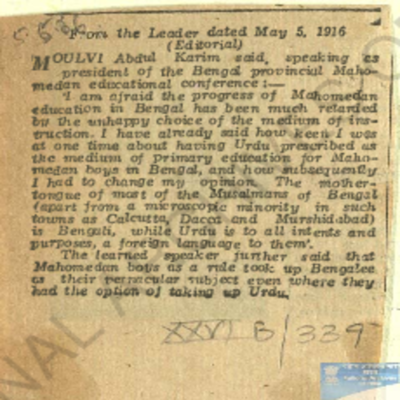 5.5.16
From the Leader dated May 5, 1916
(Editorial)
MOULVI Abdul Karim said, speaking as
president of the Bengal provincial Maho-
medan educational conference :—
'I am afraid the progress of Mahomedan
education in Bengal has been much retarded
by the unhappy choice of the medium of ins-
truction. I have already said how keen I was
at one time about having Urdu prescribed as
the medium of primary education for Maho-
medan boys in Bengal, and how subsequently
I had to change my opinion. The mother-
tongue of most of the Musalmans of Bengal
(apart from a microscopic minority in such
towns as Calcutta, Dacca and Murshidabad)
is Bengali, while Urdu is to all intents and
purposes, a foreign language to them'.
The learned speaker further said that
Mahomedan boys as a rule took up Bengalee
as their vernacular subject even where they
had the option of taking up Urdu.
XXVI B/339
NAL A